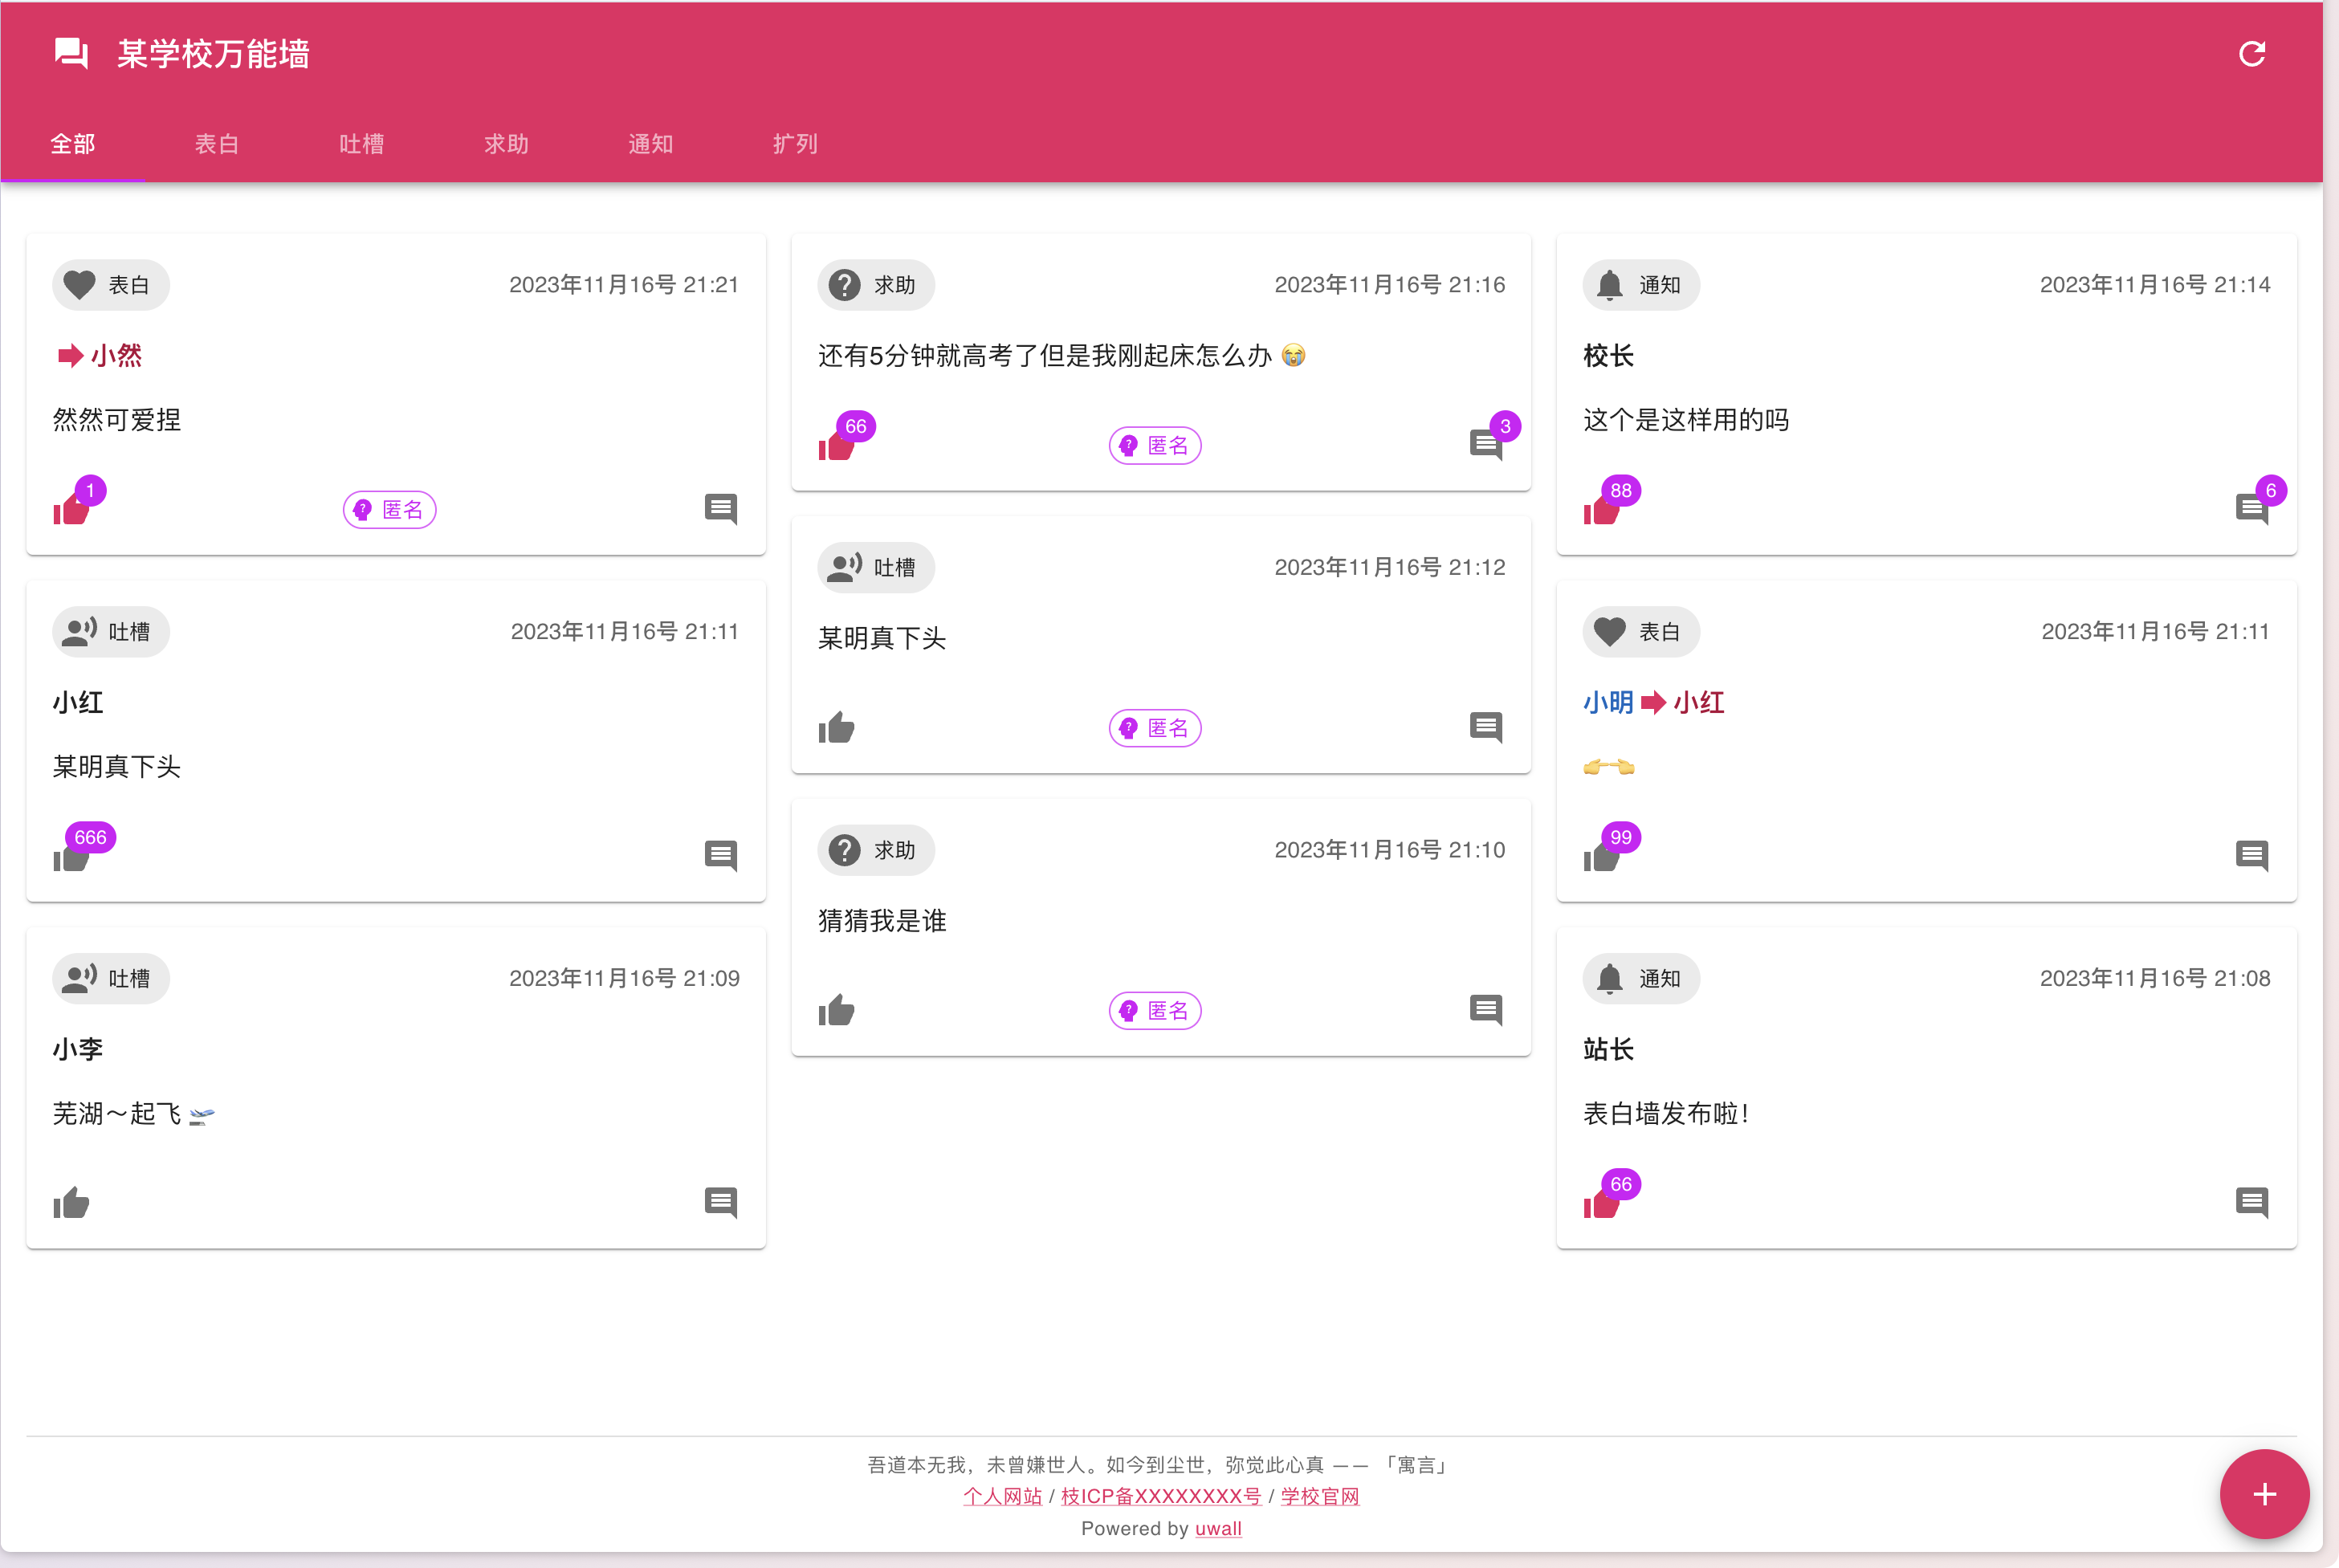 某学校万能墙
全部 表白 吐槽 求助 通知 扩列
表白 2023年11月16号 21:21
➡小然
然然可爱捏
1 匿名
吐槽 2023年11月16号 21:11
小红
某明真下头
666
吐槽 2023年11月16号 21:09
小李
芜湖～起飞🛫
求助 2023年11月16号 21:16
还有5分钟就高考了但是我刚起床怎么办😭
66 匿名 3
吐槽 2023年11月16号 21:12
某明真下头
匿名
求助 2023年11月16号 21:10
猜猜我是谁
匿名
通知 2023年11月16号 21:14
校长
这个是这样用的吗
88 6
表白 2023年11月16号 21:11
小明➡小红
👉👈
99
通知 2023年11月16号 21:08
站长
表白墙发布啦！
66
吾道本无我，未曾嫌世人。如今到尘世，弥觉此心真 —— 「寓言」
个人网站 / 枝ICP备XXXXXXXX号 / 学校官网
Powered by uwall